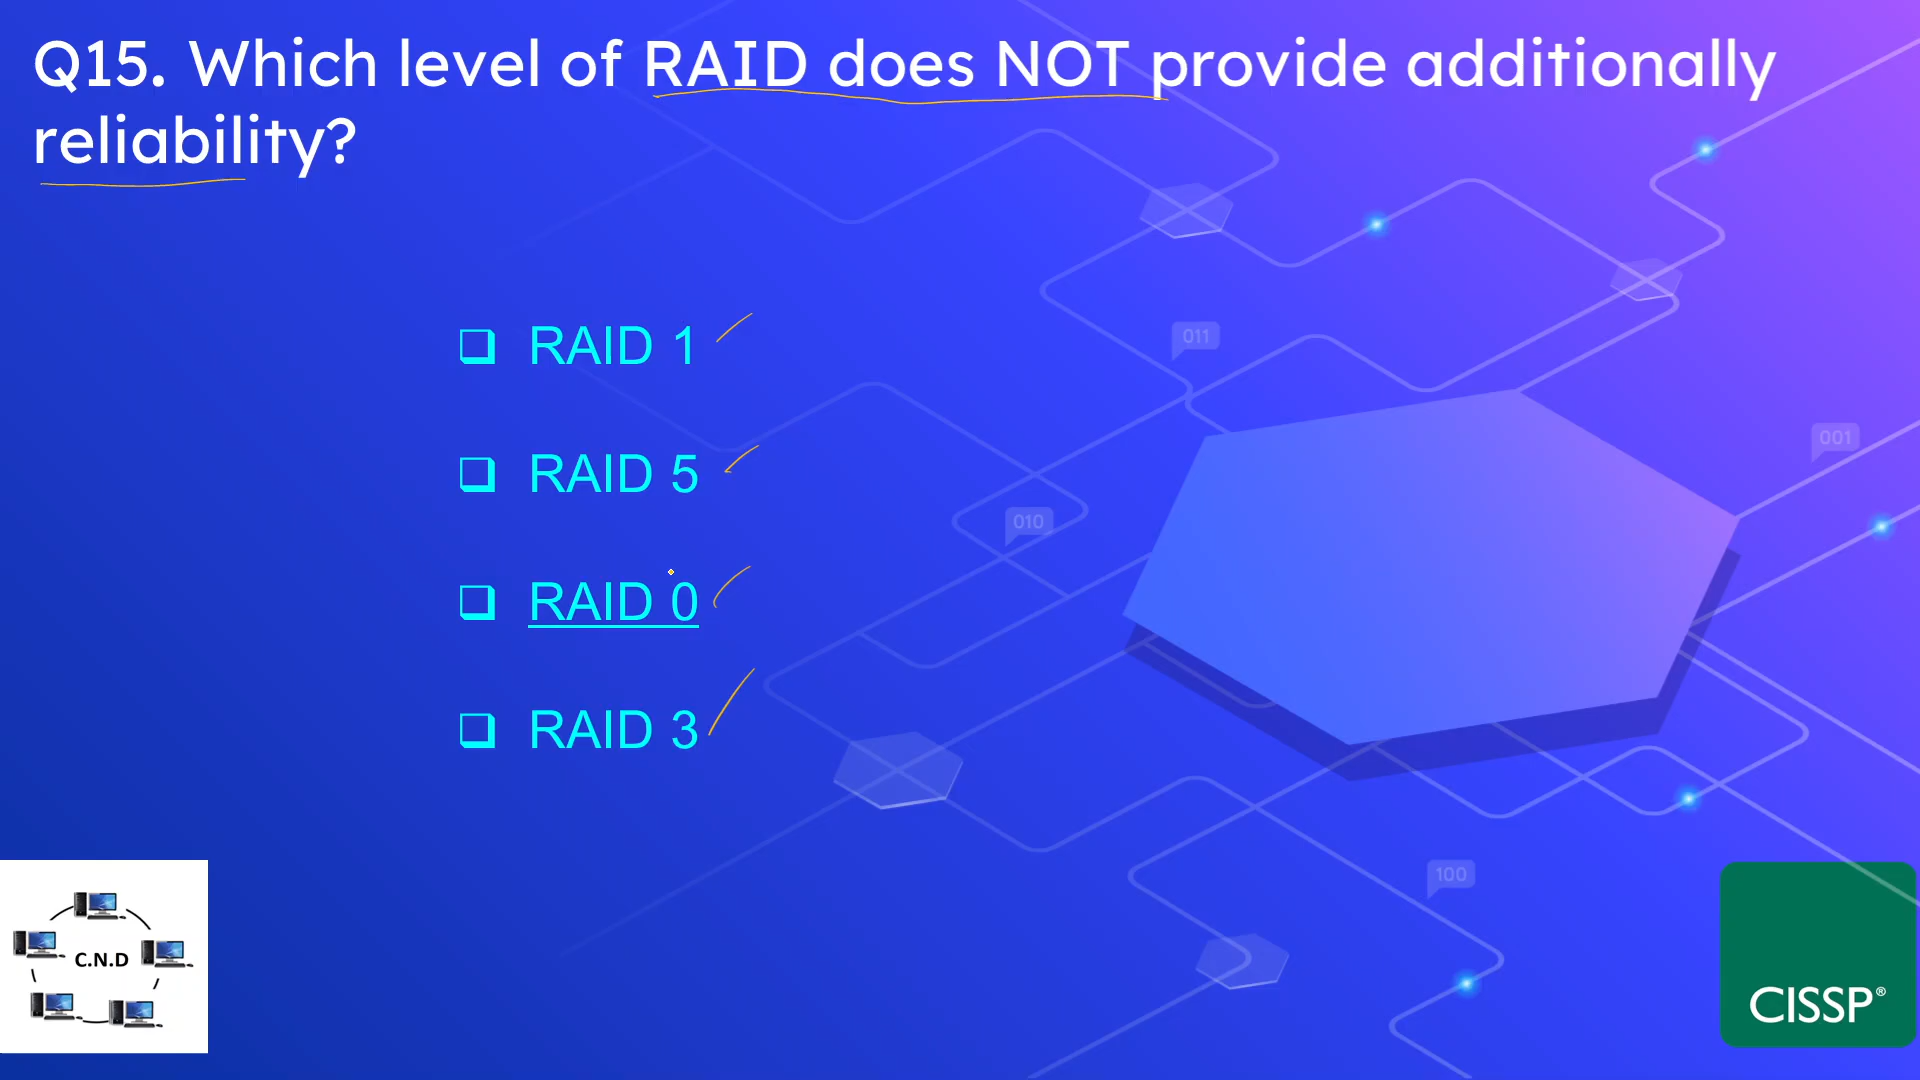 Q15. Which level of RAID does NOT provide additionally
reliability?
RAID 1
RAID 5
RAID 0
RAID 3
011
001
010
100
C.N.D
CISSP®